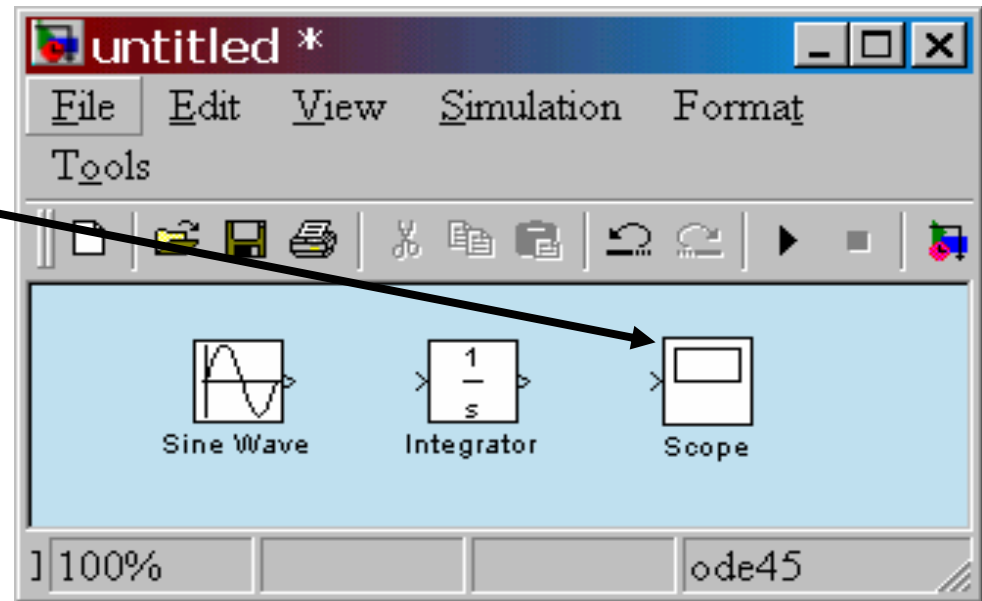 untitled *
File Edit View Simulation Format
Tools
1
s
Sine Wave Integrator Scope
100% ode45